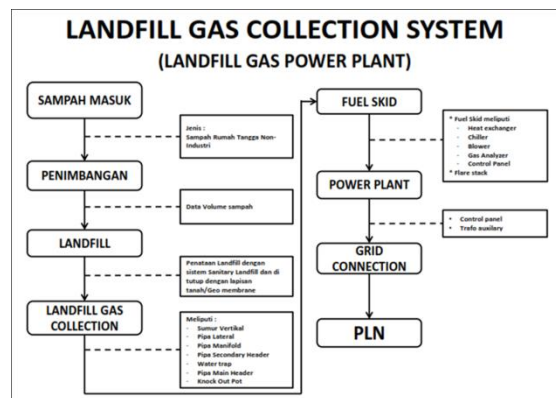 LANDFILL GAS COLLECTION SYSTEM
(LANDFILL GAS POWER PLANT)
SAMPAH MASUK
Jenis :
Sampah Rumah Tangga Non-
Industri
PENIMBANGAN
Data Volume sampah
LANDFILL
Penataan Landfill dengan
sistem Sanitary Landfill dan di
tutup dengan lapisan
tanah/Geo membrane
LANDFILL GAS
COLLECTION
Meliputi :
- Sumur Vertikal
- Pipa Lateral
- Pipa Manifold
- Pipa Secondary Header
- Water trap
- Pipa Main Header
- Knock Out Pot
FUEL SKID
* Fuel Skid meliputi
- Heat exchanger
- Chiller
- Blower
- Gas Analyzer
- Control Panel
* Flare stack
POWER PLANT
• Control panel
• Trafo auxilary
GRID
CONNECTION
PLN